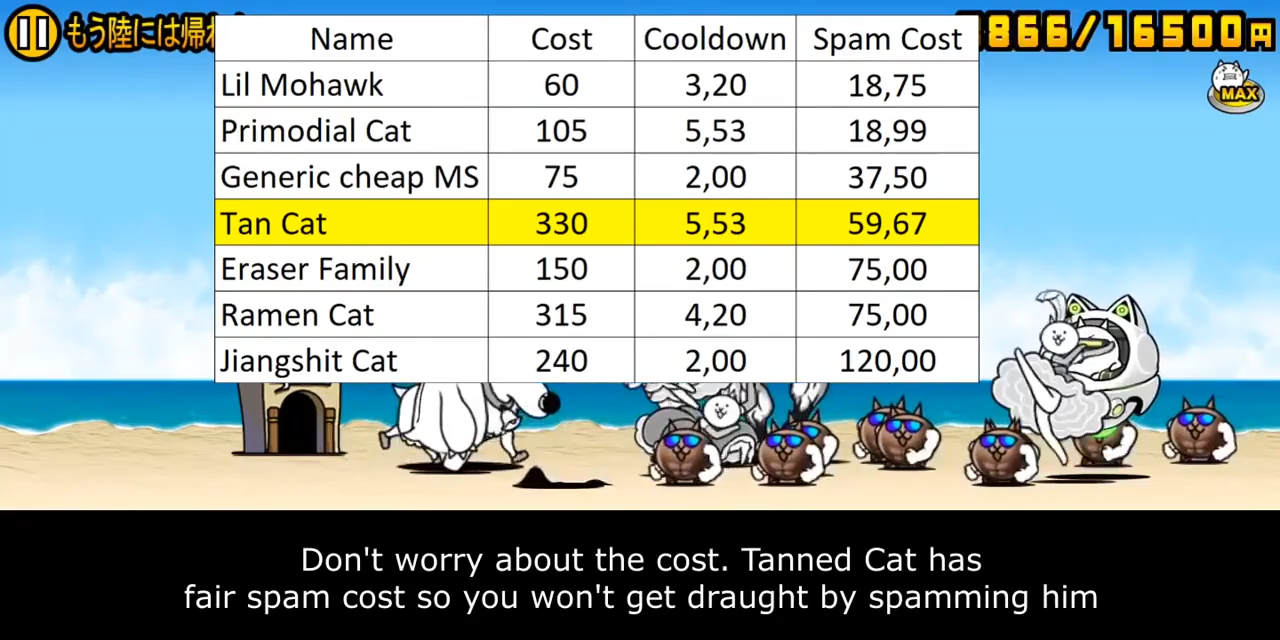 もう陸には帰れ
866/16500円
MAX
Name Cost Cooldown Spam Cost
Lil Mohawk 60 3,20 18,75
Primodial Cat 105 5,53 18,99
Generic cheap MS 75 2,00 37,50
Tan Cat 330 5,53 59,67
Eraser Family 150 2,00 75,00
Ramen Cat 315 4,20 75,00
Jiangshit Cat 240 2,00 120,00
Don't worry about the cost. Tanned Cat has
fair spam cost so you won't get draught by spamming him